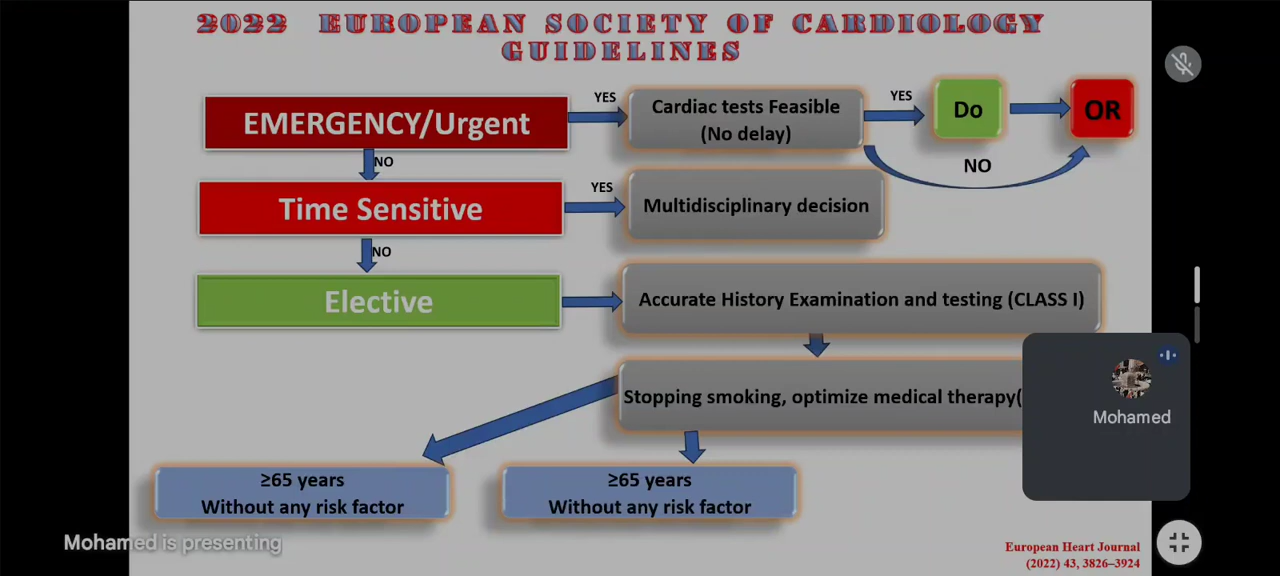 2022 EUROPEAN SOCIETY OF CARDIOLOGY
GUIDELINES
EMERGENCY/Urgent
YES
Cardiac tests Feasible
(No delay)
YES
Do
OR
NO
NO
Time Sensitive
YES
Multidisciplinary decision
NO
Elective
Accurate History Examination and testing (CLASS I)
Stopping smoking, optimize medical therapy(
Mohamed
≥65 years
Without any risk factor
≥65 years
Without any risk factor
Mohamed is presenting
European Heart Journal
(2022) 43, 3826–3924